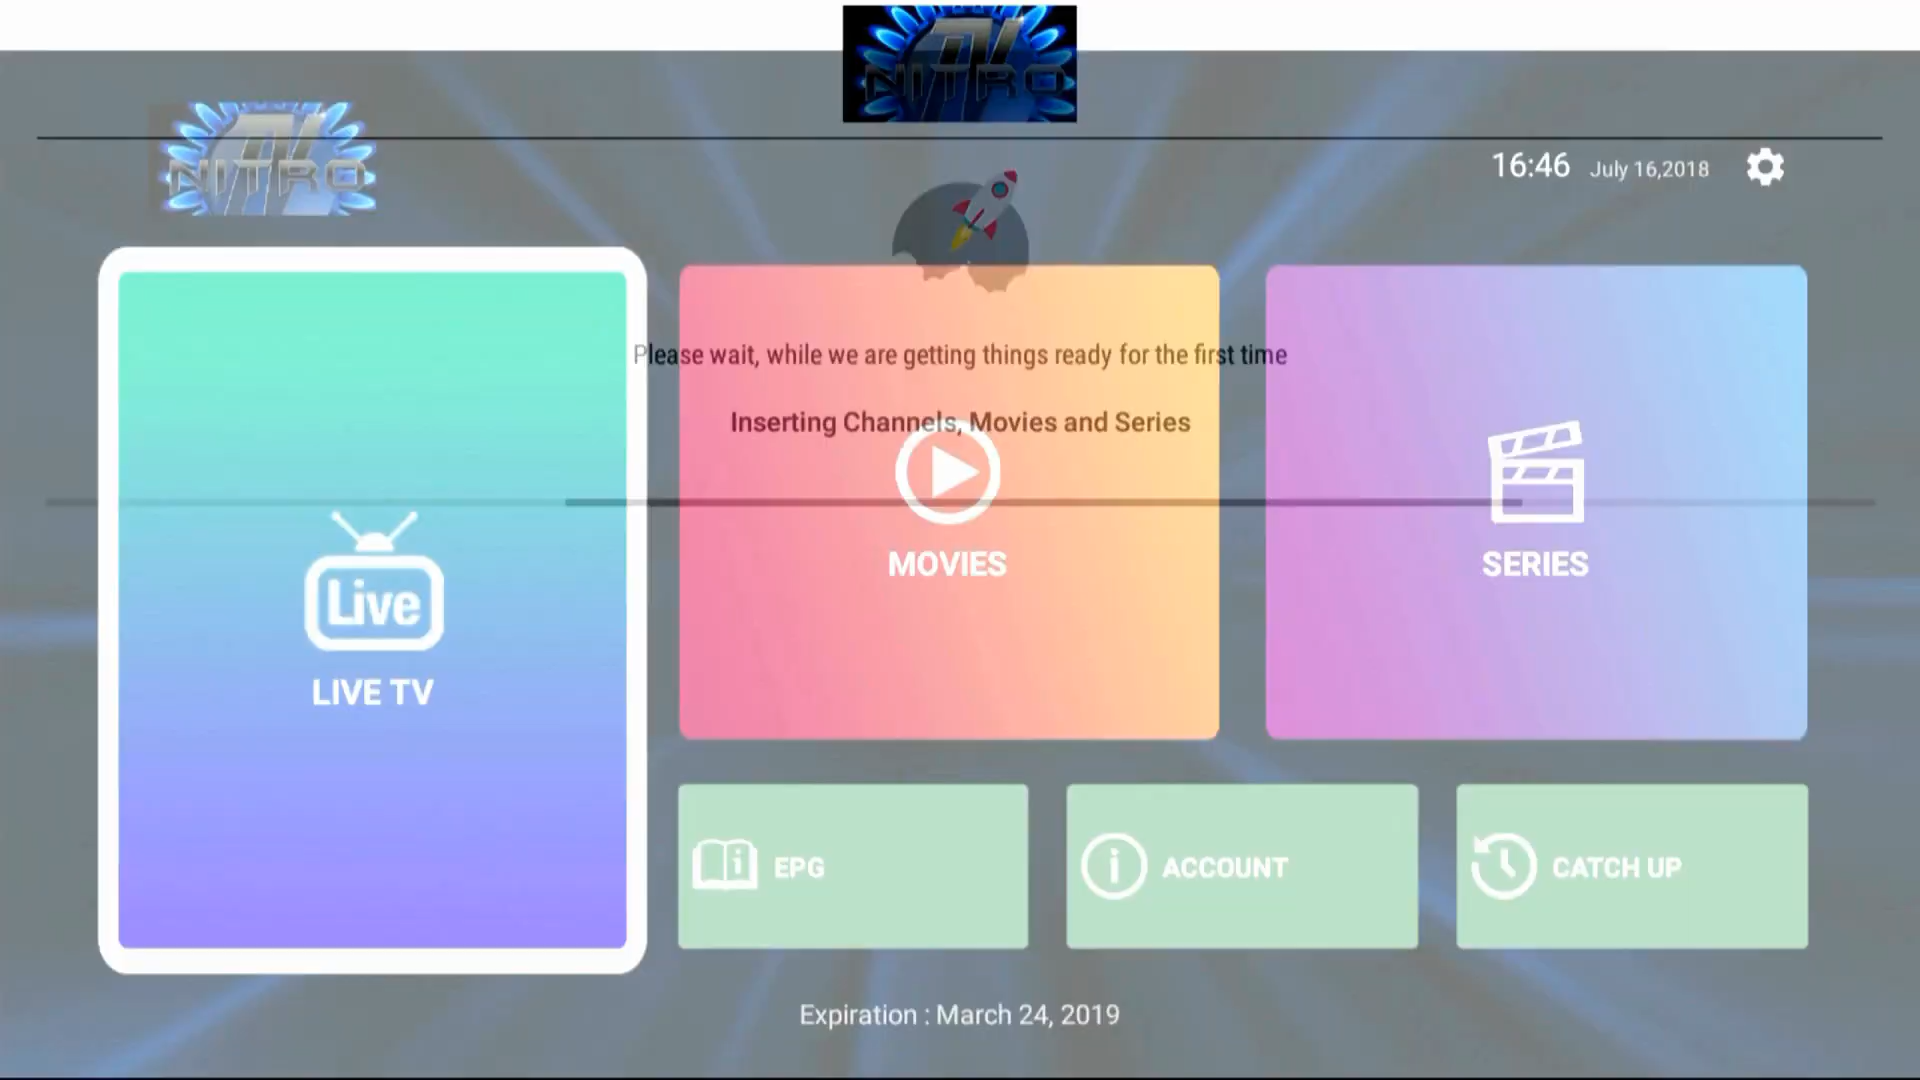 NITRO
NITRO
16:46 July 16,2018
Please wait, while we are getting things ready for the first time
Inserting Channels, Movies and Series
Live
LIVE TV
MOVIES
SERIES
EPG
ACCOUNT
CATCH UP
Expiration : March 24, 2019